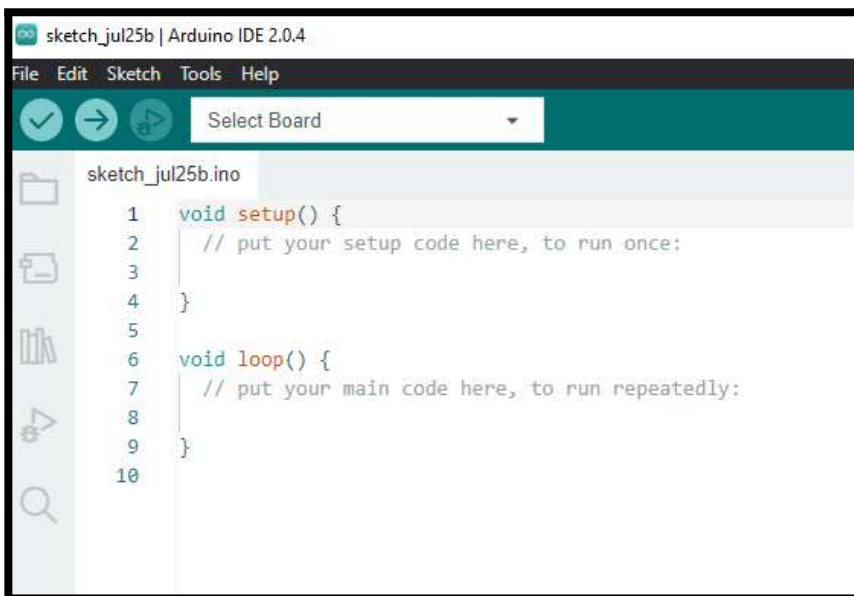 sketch_jul25b | Arduino IDE 2.0.4
File Edit Sketch Tools Help
Select Board
sketch_jul25b.ino
1 void setup() {
2 // put your setup code here, to run once:
3
4 }
5
6 void loop() {
7 // put your main code here, to run repeatedly:
8
9 }
10